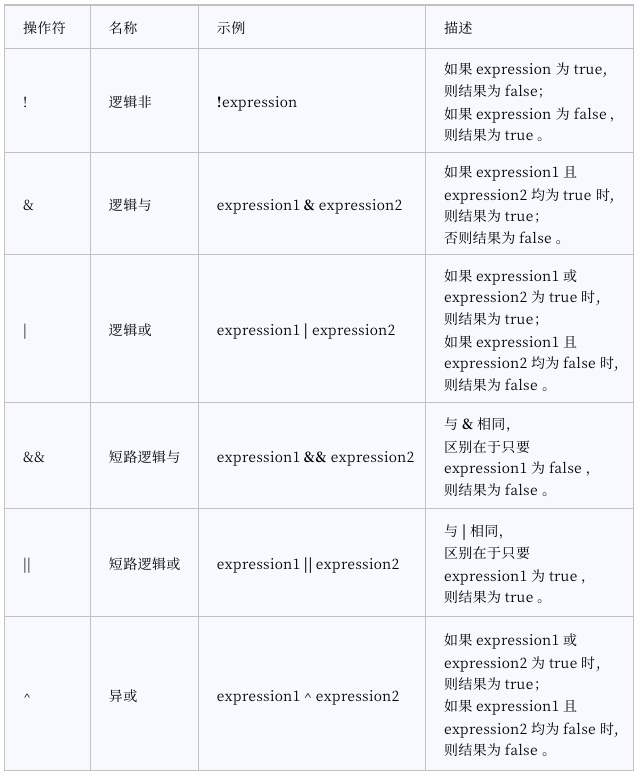 操作符 名称 示例 描述
如果 expression 为 true,
则结果为 false;
! 逻辑非 !expression
如果 expression 为 false ,
则结果为 true 。
如果 expression1 且
expression2 均为 true 时,
& 逻辑与 expression1 & expression2
则结果为 true;
否则结果为 false 。
如果 expression1 或
expression2 为 true 时,
则结果为 true;
| 逻辑或 expression1 | expression2
如果 expression1 且
expression2 均为 false 时,
则结果为 false 。
与 & 相同,
区别在于只要
&& 短路逻辑与 expression1 && expression2
expression1 为 false ,
则结果为 false 。
与 | 相同,
区别在于只要
|| 短路逻辑或 expression1 || expression2
expression1 为 true ,
则结果为 true 。
如果 expression1 或
expression2 为 true 时,
则结果为 true;
^ 异或 expression1 ^ expression2
如果 expression1 且
expression2 均为 false 时,
则结果为 false 。